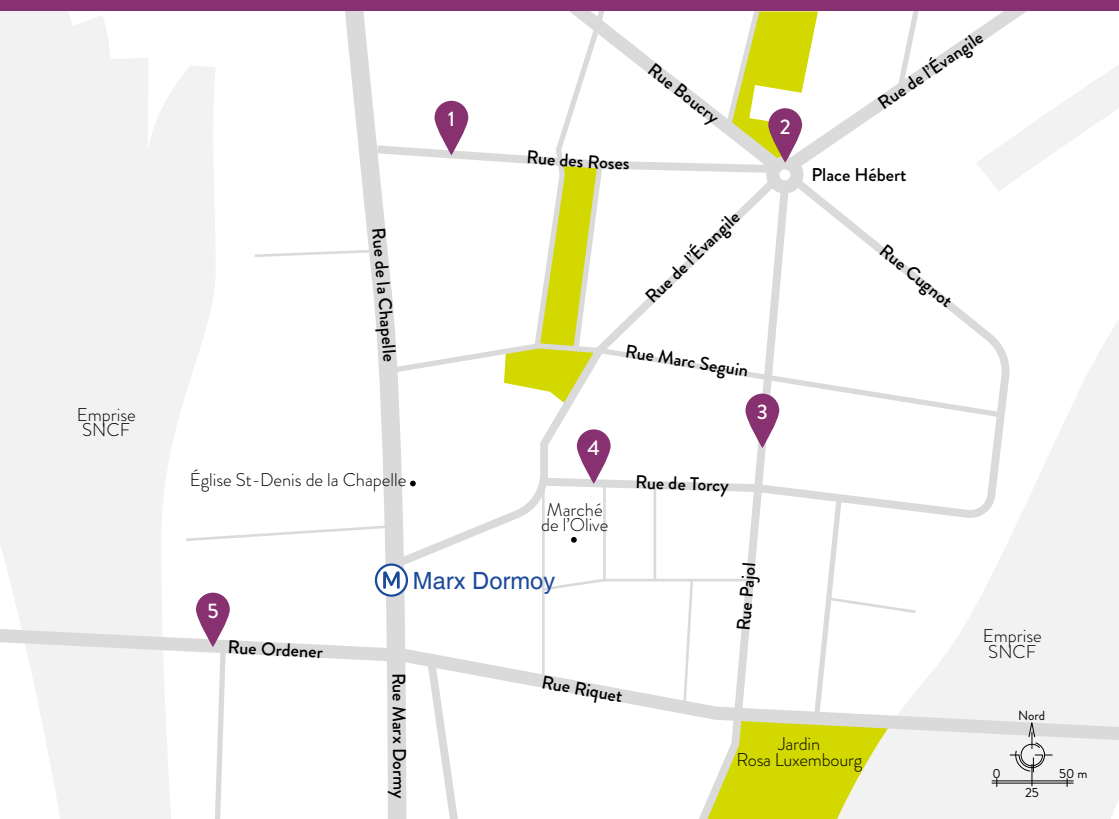 Rue Boucry
Rue de l'Évangile
1
2
Rue des Roses
Place Hébert
Rue de la Chapelle
Rue de l'Évangile
Rue Cugnot
Rue Marc Seguin
3
Emprise
SNCF
4
Église St-Denis de la Chapelle
Rue de Torcy
Marché
de l'Olive
M Marx Dormoy
Rue Pajol
5
Rue Ordener
Emprise
SNCF
Rue Marx Dormy
Rue Riquet
Jardin
Rosa Luxembourg
Nord
0 50 m
25